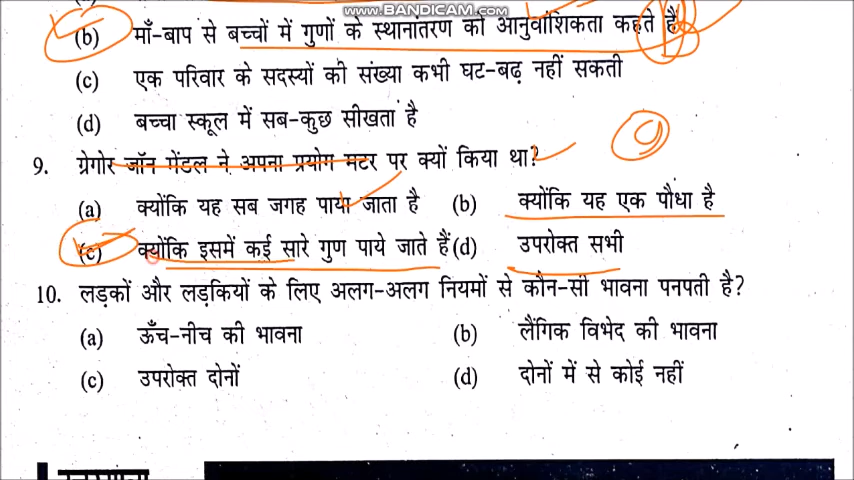 www.BANDICAM.com
(b) माँ-बाप से बच्चों में गुणों के स्थानांतरण को आनुवांशिकता कहते हैं
(c) एक परिवार के सदस्यों की संख्या कभी घट-बढ़ नहीं सकती
(d) बच्चा स्कूल में सब-कुछ सीखता है
9. ग्रेगोर जॉन मेंडल ने अपना प्रयोग मटर पर क्यों किया था?
(a) क्योंकि यह सब जगह पाया जाता है (b) क्योंकि यह एक पौधा है
(c) क्योंकि इसमें कई सारे गुण पाये जाते हैं (d) उपरोक्त सभी
10. लड़कों और लड़कियों के लिए अलग-अलग नियमों से कौन-सी भावना पनपती है?
(a) ऊँच-नीच की भावना (b) लैंगिक विभेद की भावना
(c) उपरोक्त दोनों (d) दोनों में से कोई नहीं